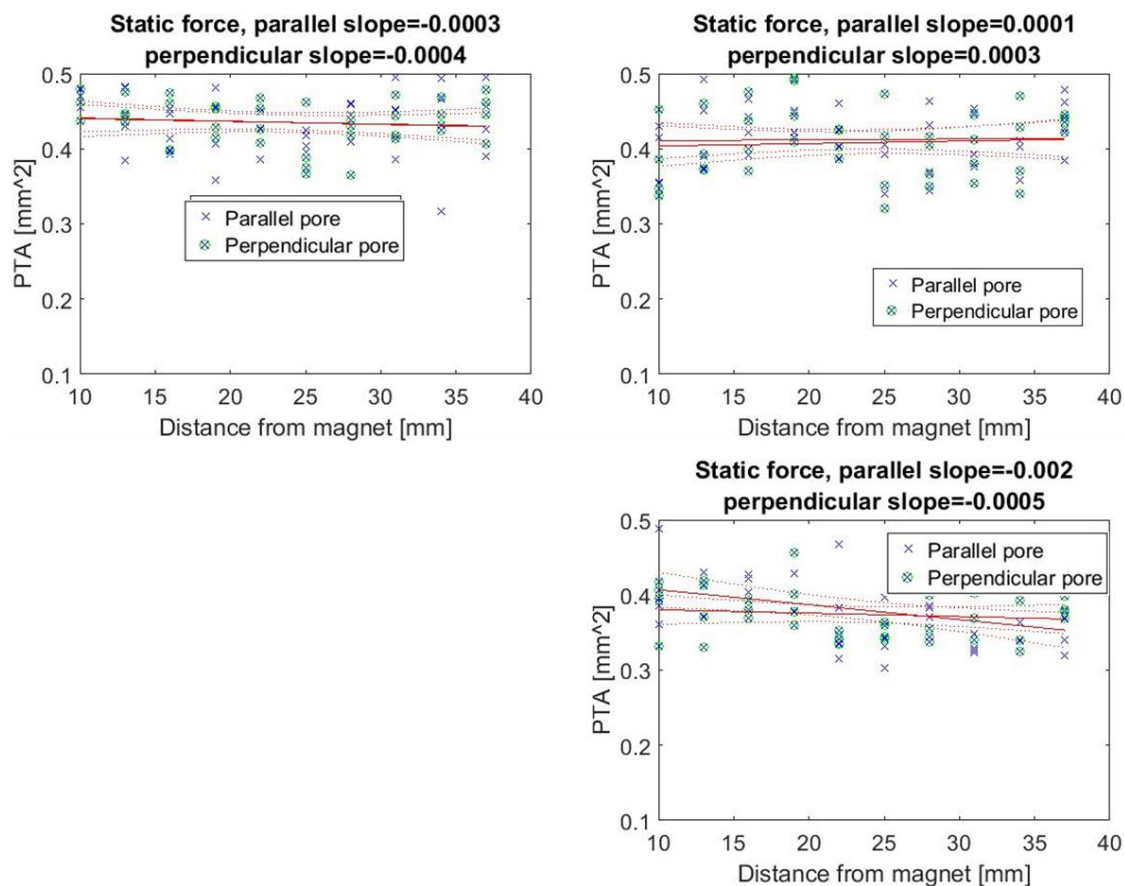 Static force, parallel slope=-0.0003
perpendicular slope=-0.0004
0.5
0.4
0.3
0.2
0.1
PTA [mm^2]
Parallel pore
Perpendicular pore
10 15 20 25 30 35 40
Distance from magnet [mm]
Static force, parallel slope=0.0001
perpendicular slope=0.0003
0.5
0.4
0.3
0.2
0.1
PTA [mm^2]
Parallel pore
Perpendicular pore
10 15 20 25 30 35 40
Distance from magnet [mm]
Static force, parallel slope=-0.002
perpendicular slope=-0.0005
0.5
0.4
0.3
0.2
0.1
PTA [mm^2]
Parallel pore
Perpendicular pore
10 15 20 25 30 35 40
Distance from magnet [mm]